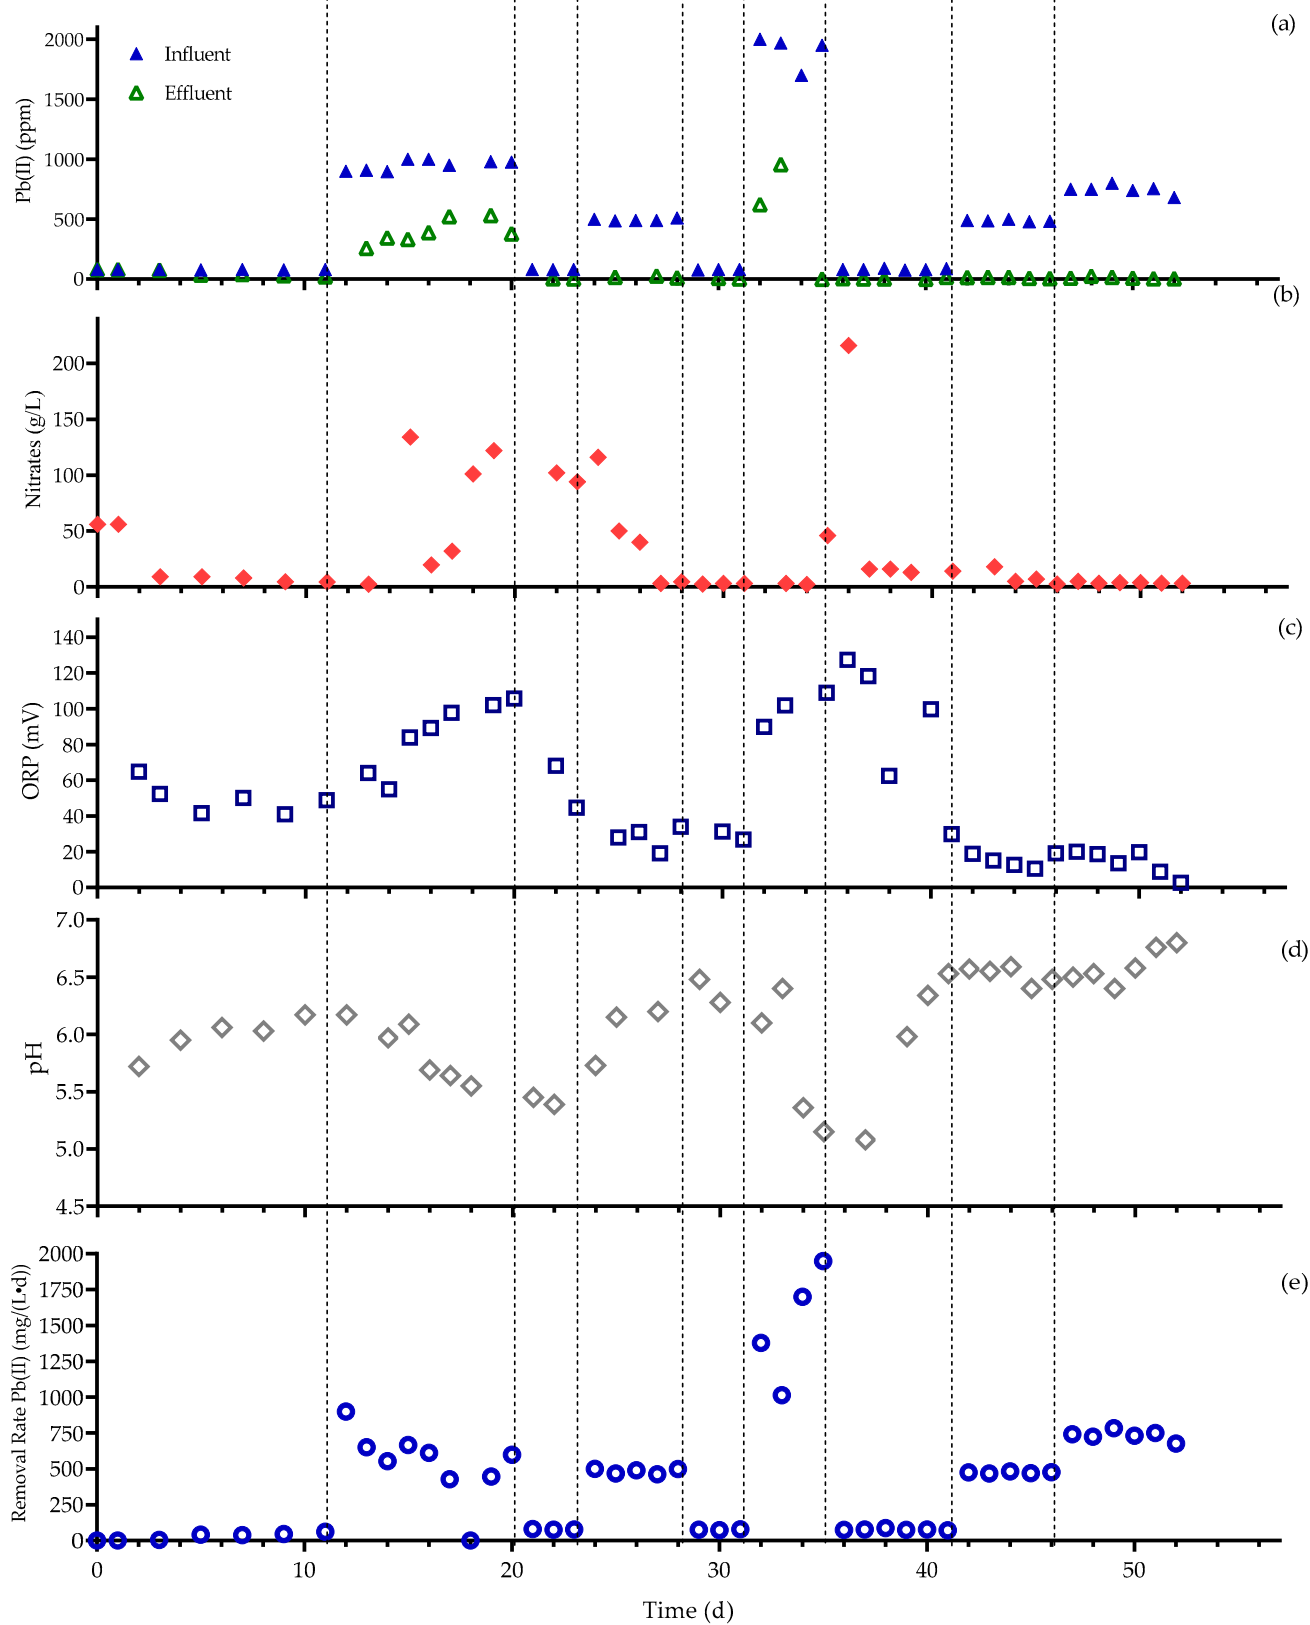 (a)
2000
1500
1000
500
0
Pb(II) (ppm)
Influent
Effluent
(b)
200
150
100
50
0
Nitrates (g/L)
(c)
140
120
100
80
60
40
20
0
ORP (mV)
(d)
7.0
6.5
6.0
5.5
5.0
4.5
pH
(e)
2000
1750
1500
1250
1000
750
500
250
0
Removal Rate Pb(II) (mg/(L•d))
0 10 20 30 40 50
Time (d)